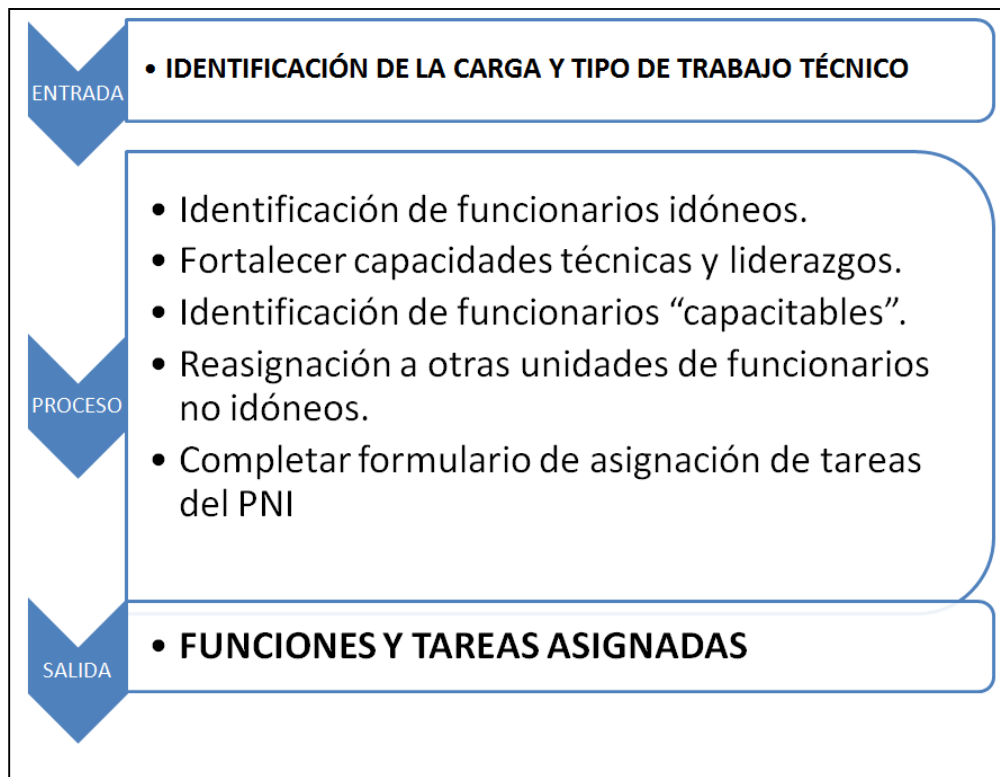 ENTRADA
• IDENTIFICACIÓN DE LA CARGA Y TIPO DE TRABAJO TÉCNICO
PROCESO
• Identificación de funcionarios idóneos.
• Fortalecer capacidades técnicas y liderazgos.
• Identificación de funcionarios “capacitables”.
• Reasignación a otras unidades de funcionarios
no idóneos.
• Completar formulario de asignación de tareas
del PNI
SALIDA
• FUNCIONES Y TAREAS ASIGNADAS